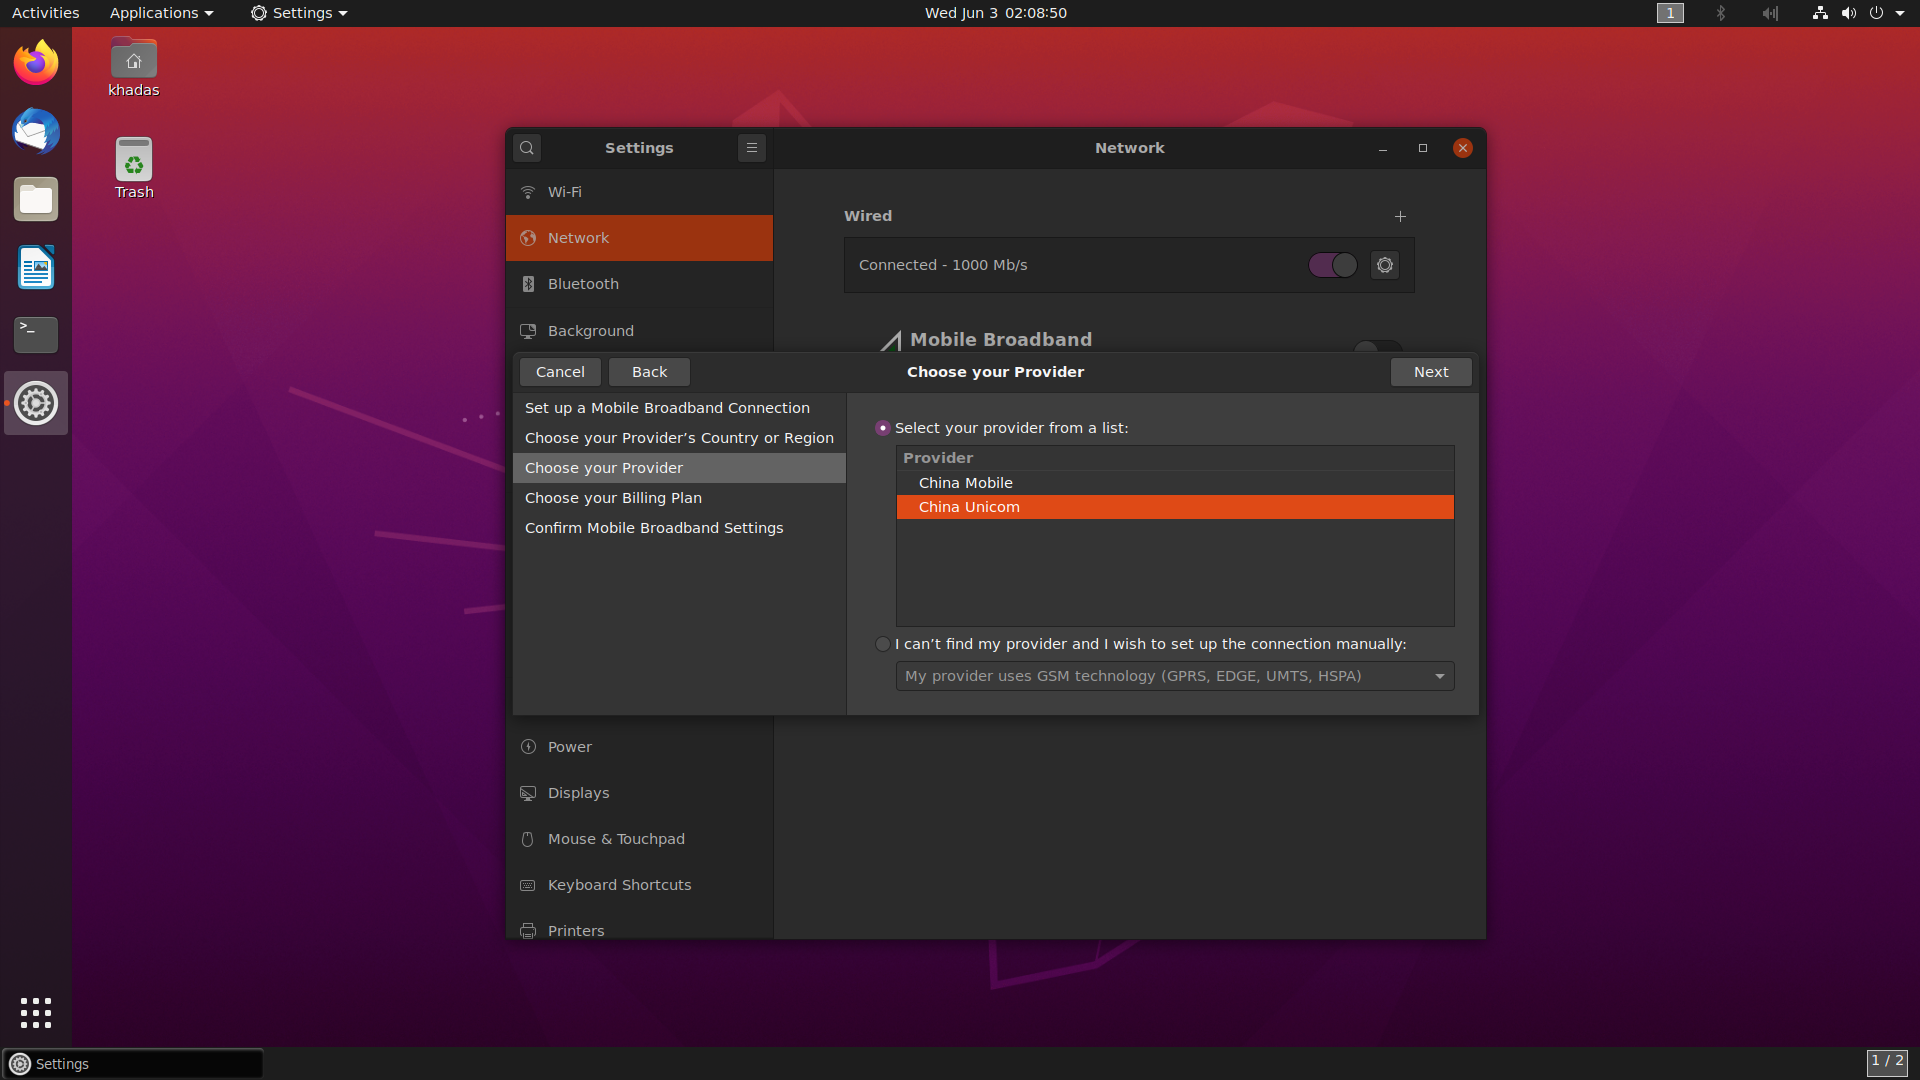 Activities
Applications
Settings
Wed Jun 3 02:08:50
1
khadas
Trash
Settings
Network
Wi-Fi
Network
Bluetooth
Background
Wired
Connected - 1000 Mb/s
Mobile Broadband
Cancel
Back
Choose your Provider
Next
Set up a Mobile Broadband Connection
Choose your Provider’s Country or Region
Choose your Provider
Choose your Billing Plan
Confirm Mobile Broadband Settings
Select your provider from a list:
Provider
China Mobile
China Unicom
I can’t find my provider and I wish to set up the connection manually:
My provider uses GSM technology (GPRS, EDGE, UMTS, HSPA)
Power
Displays
Mouse & Touchpad
Keyboard Shortcuts
Printers
Settings
1 / 2